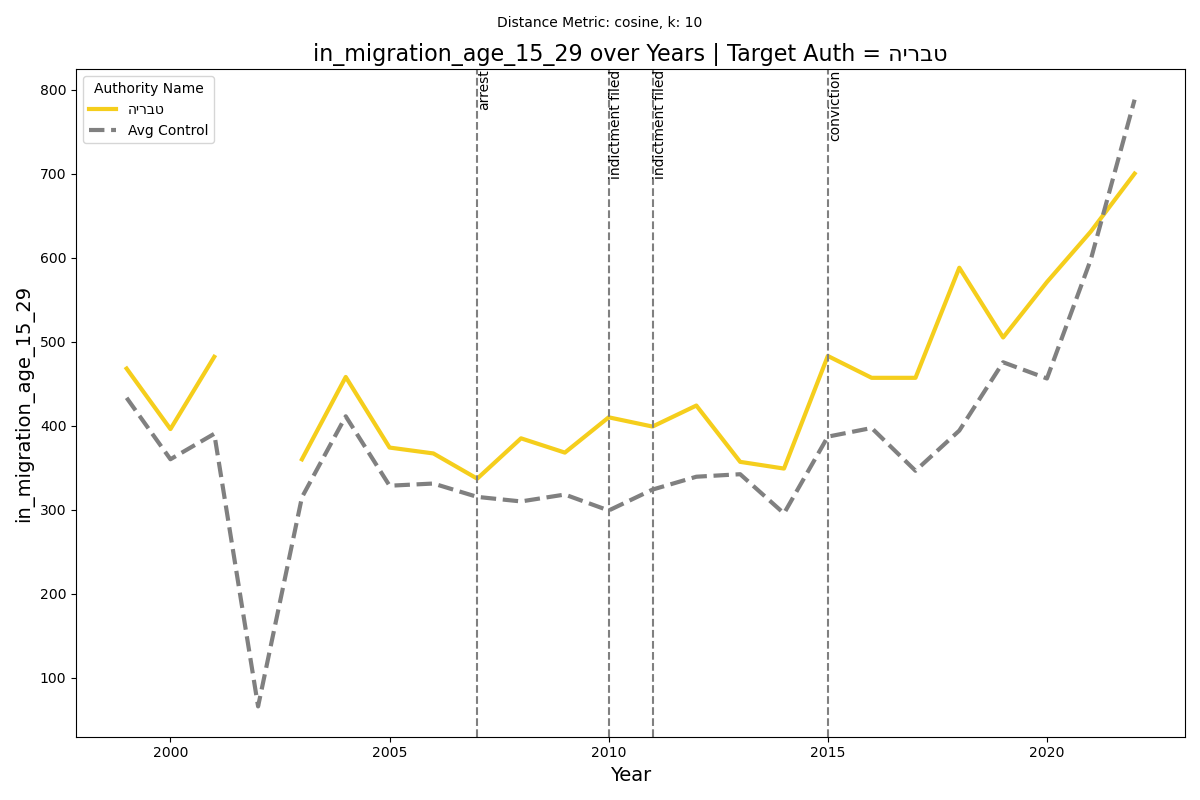 Distance Metric: cosine, k: 10
in_migration_age_15_29 over Years | Target Auth = טבריה
Authority Name
טבריה
Avg Control
arrest
indictment filed
indictment filed
conviction
in_migration_age_15_29
800
700
600
500
400
300
200
100
2000
2005
2010
2015
2020
Year